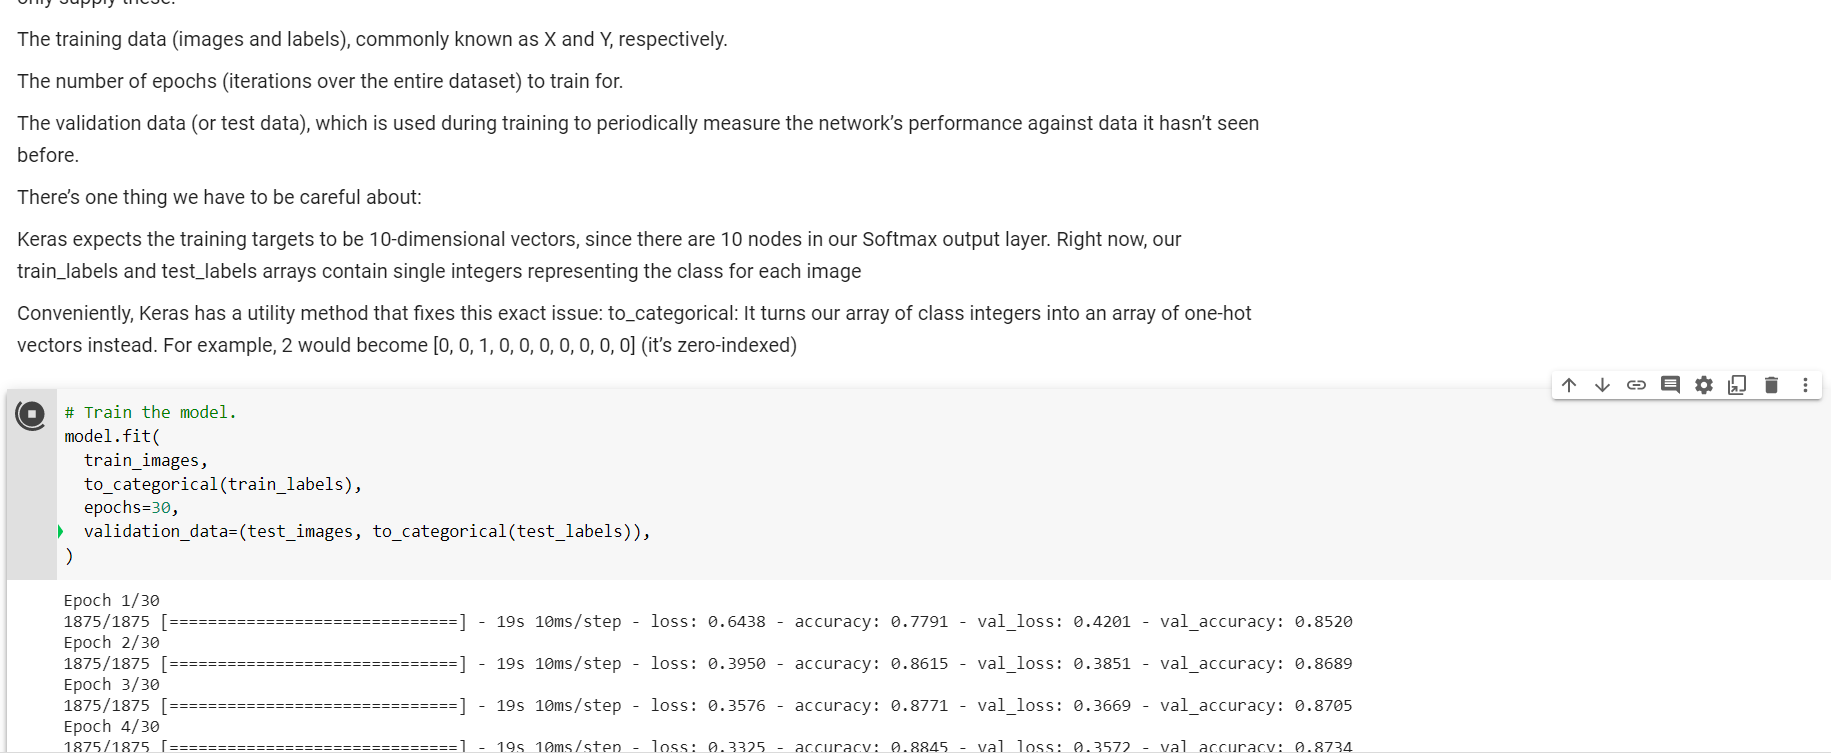 only supply these.
The training data (images and labels), commonly known as X and Y, respectively.
The number of epochs (iterations over the entire dataset) to train for.
The validation data (or test data), which is used during training to periodically measure the network’s performance against data it hasn’t seen
before.
There’s one thing we have to be careful about:
Keras expects the training targets to be 10-dimensional vectors, since there are 10 nodes in our Softmax output layer. Right now, our
train_labels and test_labels arrays contain single integers representing the class for each image
Conveniently, Keras has a utility method that fixes this exact issue: to_categorical: It turns our array of class integers into an array of one-hot
vectors instead. For example, 2 would become [0, 0, 1, 0, 0, 0, 0, 0, 0, 0] (it’s zero-indexed)
# Train the model.
model.fit(
  train_images,
  to_categorical(train_labels),
  epochs=30,
  validation_data=(test_images, to_categorical(test_labels)),
)
Epoch 1/30
1875/1875 [==============================] - 19s 10ms/step - loss: 0.6438 - accuracy: 0.7791 - val_loss: 0.4201 - val_accuracy: 0.8520
Epoch 2/30
1875/1875 [==============================] - 19s 10ms/step - loss: 0.3950 - accuracy: 0.8615 - val_loss: 0.3851 - val_accuracy: 0.8689
Epoch 3/30
1875/1875 [==============================] - 19s 10ms/step - loss: 0.3576 - accuracy: 0.8771 - val_loss: 0.3669 - val_accuracy: 0.8705
Epoch 4/30
1875/1875 [==============================] - 19s 10ms/step - loss: 0.3325 - accuracy: 0.8845 - val_loss: 0.3572 - val_accuracy: 0.8734